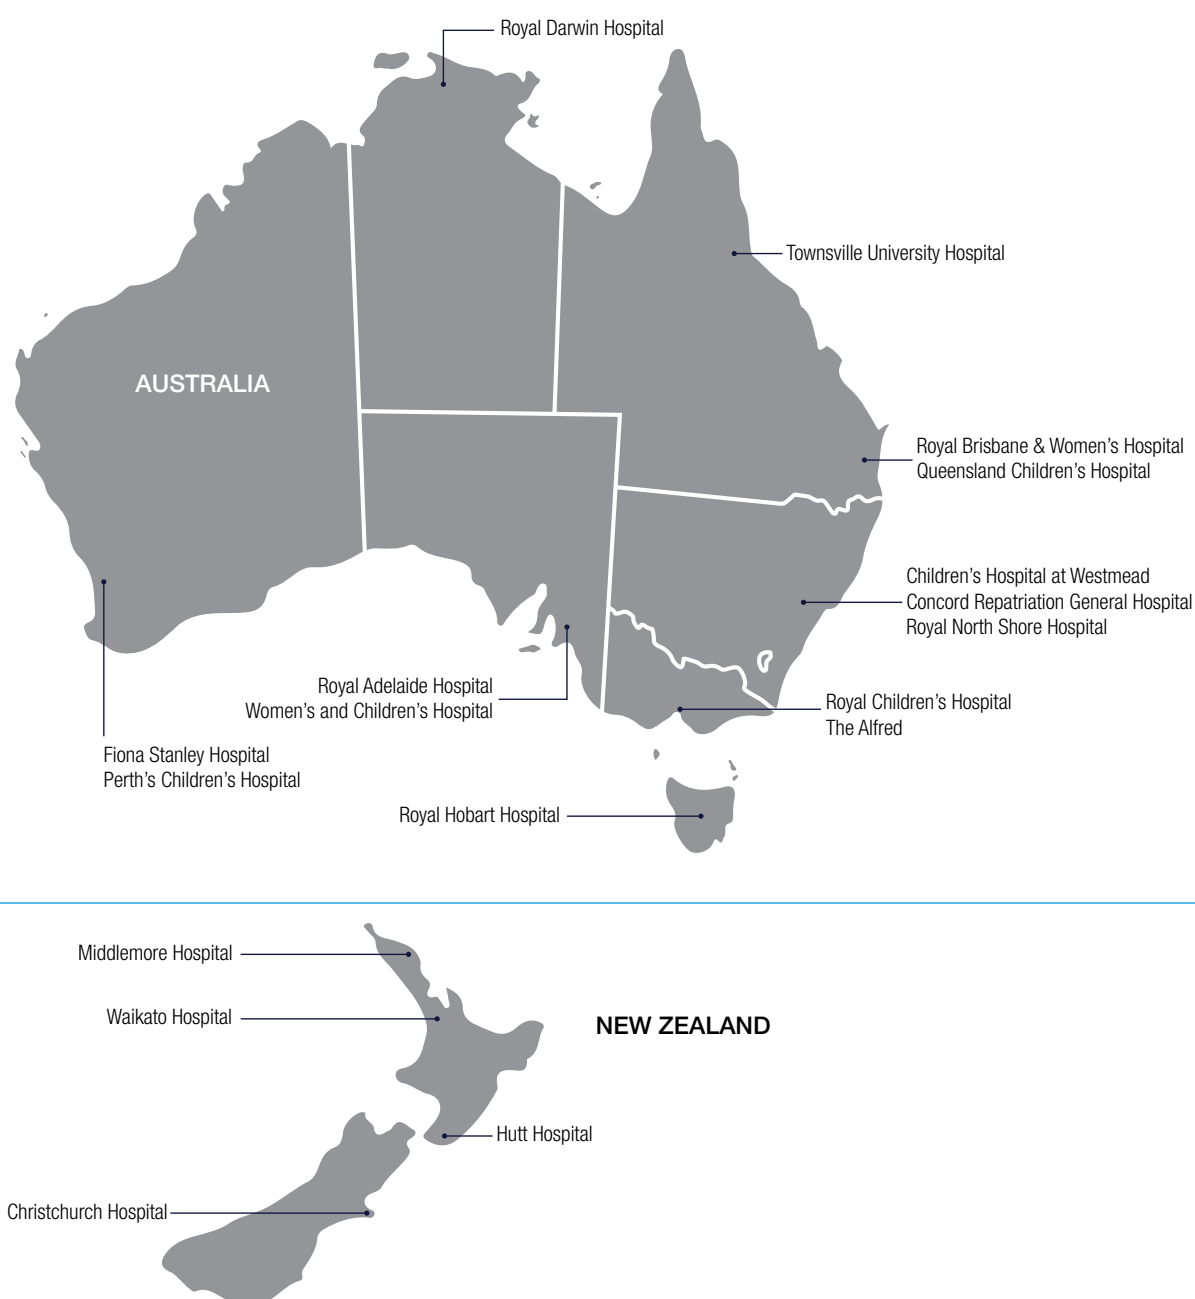 Royal Darwin Hospital
Townsville University Hospital
AUSTRALIA
Royal Brisbane & Women's Hospital
Queensland Children's Hospital
Children's Hospital at Westmead
Concord Repatriation General Hospital
Royal North Shore Hospital
Royal Adelaide Hospital
Women's and Children's Hospital
Royal Children's Hospital
The Alfred
Fiona Stanley Hospital
Perth's Children's Hospital
Royal Hobart Hospital
Middlemore Hospital
Waikato Hospital
NEW ZEALAND
Hutt Hospital
Christchurch Hospital